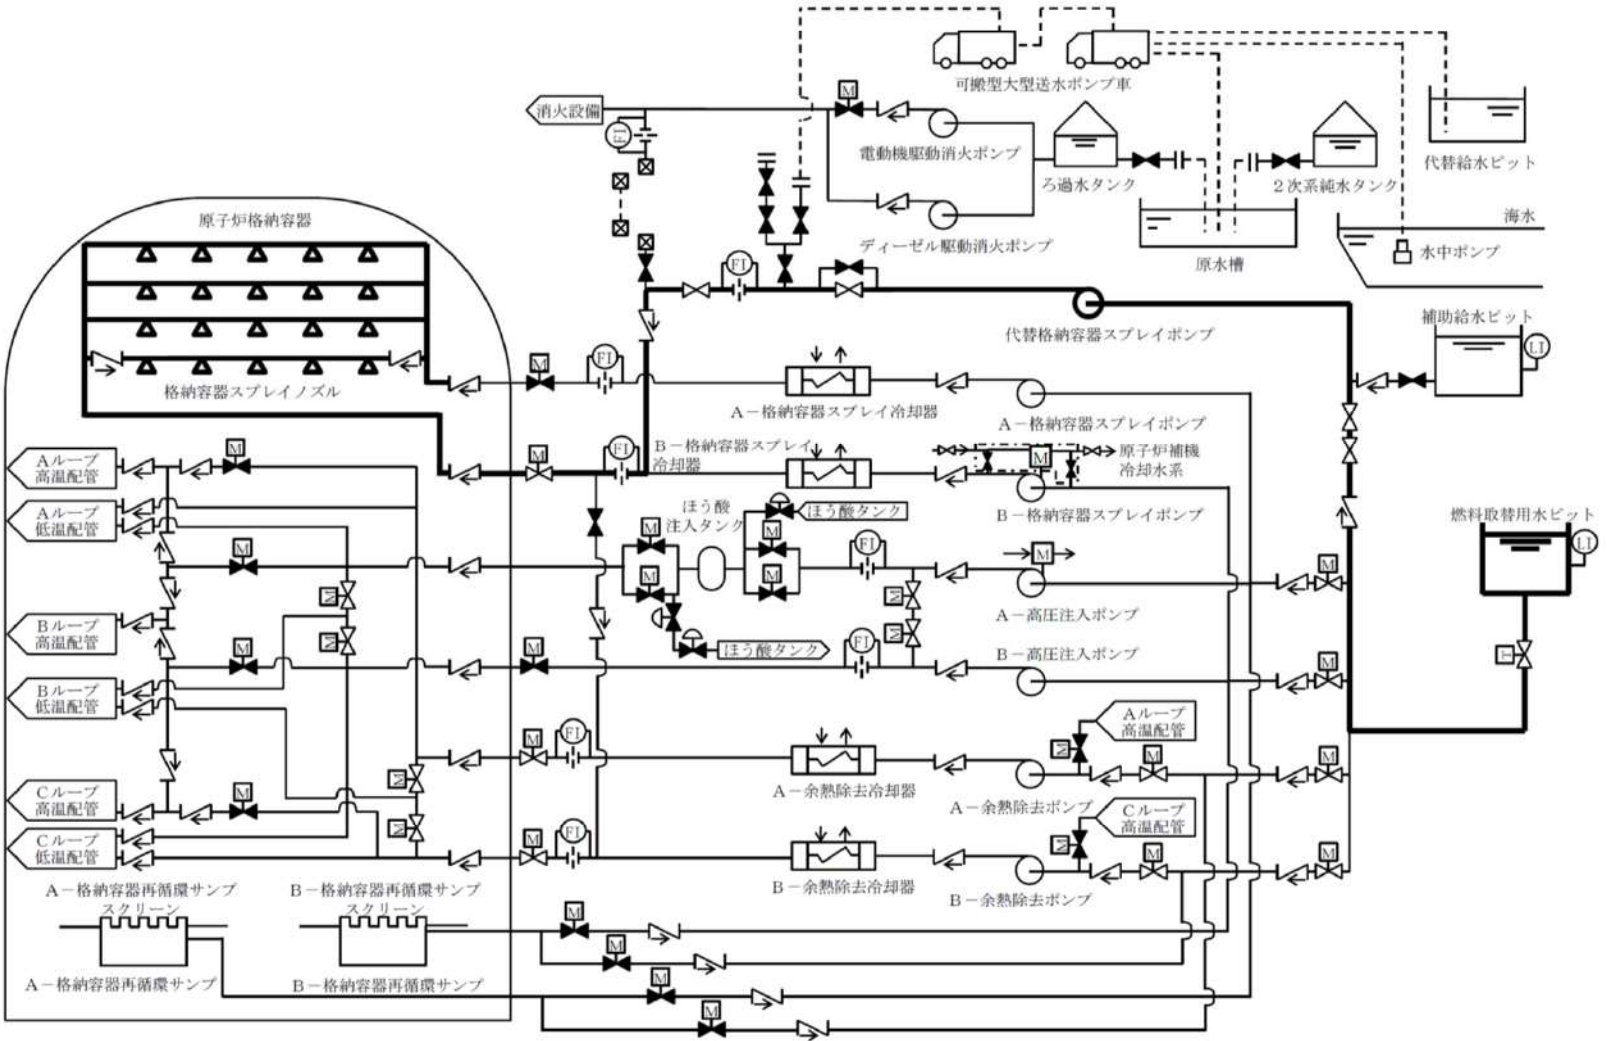 可搬型大型送水ポンプ車
消火設備
M
FI
電動機駆動消火ポンプ
ろ過水タンク
2次系純水タンク
代替給水ピット
ディーゼル駆動消火ポンプ
原水槽
海水
水中ポンプ
原子炉格納容器
FI
代替格納容器スプレイポンプ
補助給水ピット
LI
格納容器スプレイノズル
M
FI
A-格納容器スプレイ冷却器
A-格納容器スプレイポンプ
M
FI
B-格納容器スプレイ
冷却器
M
原子炉補機
冷却水系
B-格納容器スプレイポンプ
Aループ
高温配管
M
Aループ
低温配管
ほう酸
注入タンク
ほう酸タンク
燃料取替用水ピット
LI
M
M
M
M
M
FI
M
M
M
A-高圧注入ポンプ
M
M
M
Bループ
高温配管
M
M
ほう酸タンク
FI
B-高圧注入ポンプ
M
T
Bループ
低温配管
M
FI
Aループ
高温配管
M
M
M
A-余熱除去冷却器
A-余熱除去ポンプ
M
Cループ
高温配管
M
Cループ
高温配管
M
Cループ
低温配管
M
FI
M
M
M
B-余熱除去冷却器
B-余熱除去ポンプ
A-格納容器再循環サンプ
スクリーン
B-格納容器再循環サンプ
スクリーン
M
M
A-格納容器再循環サンプ
B-格納容器再循環サンプ
M
M